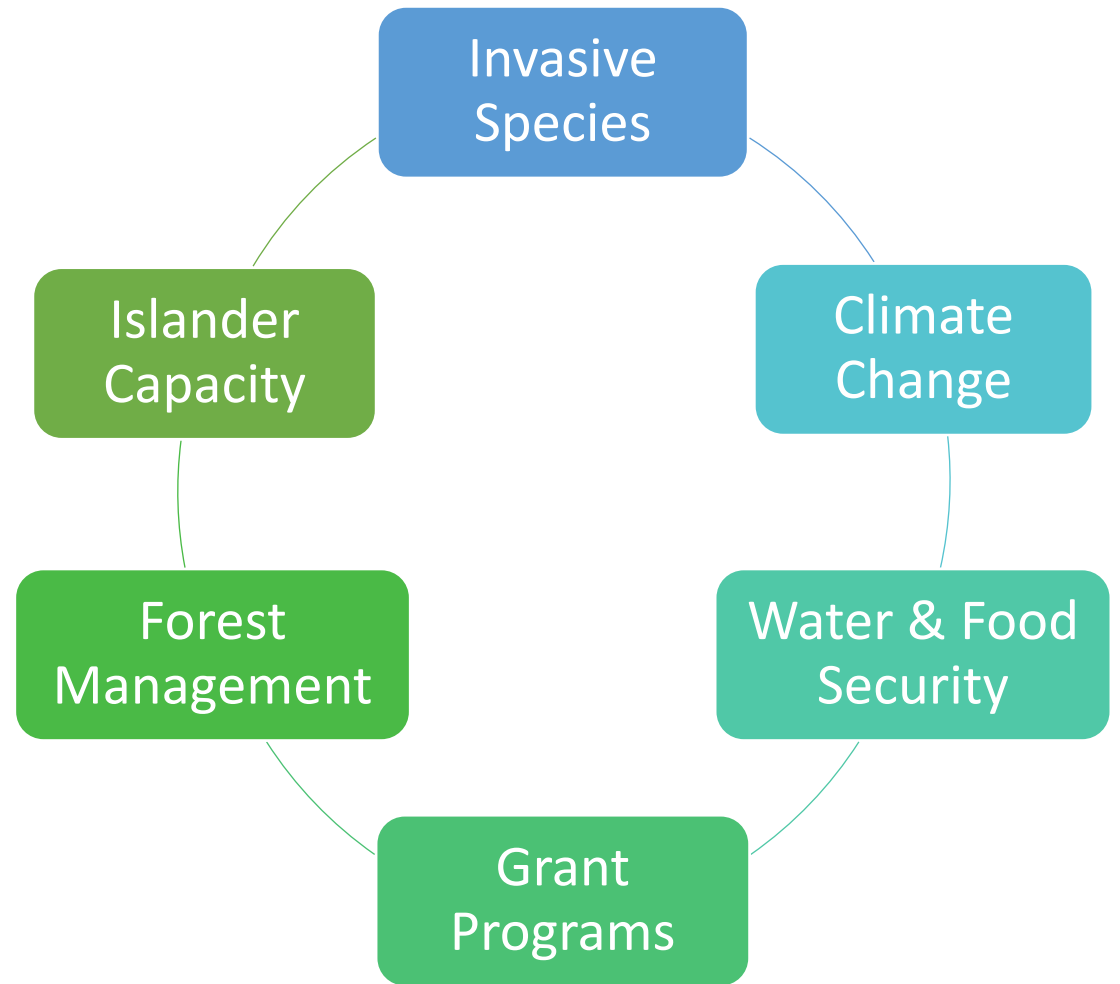 Invasive
Species
Climate
Change
Water & Food
Security
Grant
Programs
Forest
Management
Islander
Capacity